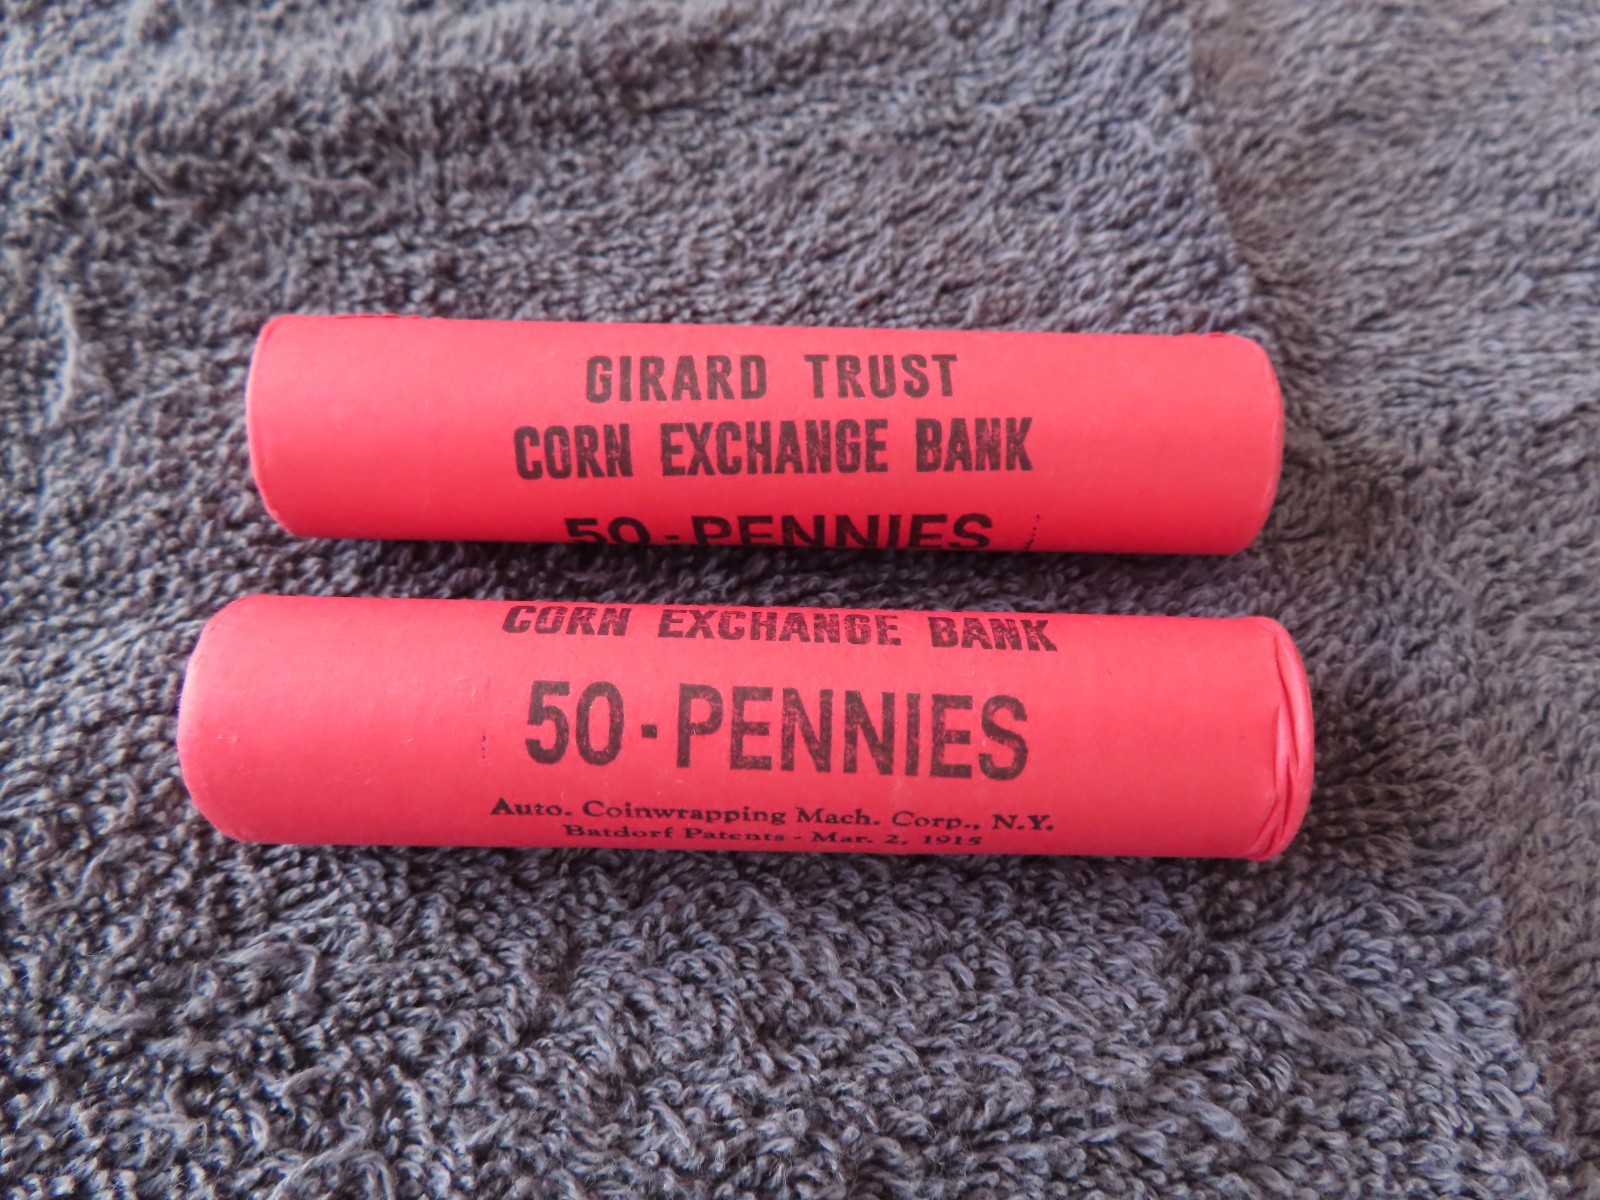 GIRARD TRUST
CORN EXCHANGE BANK
50 - PENNIES
CORN EXCHANGE BANK
50 - PENNIES
Auto. Coinwrapping Mach. Corp., N.Y.
Batdorf Patents - Mar. 2, 1915